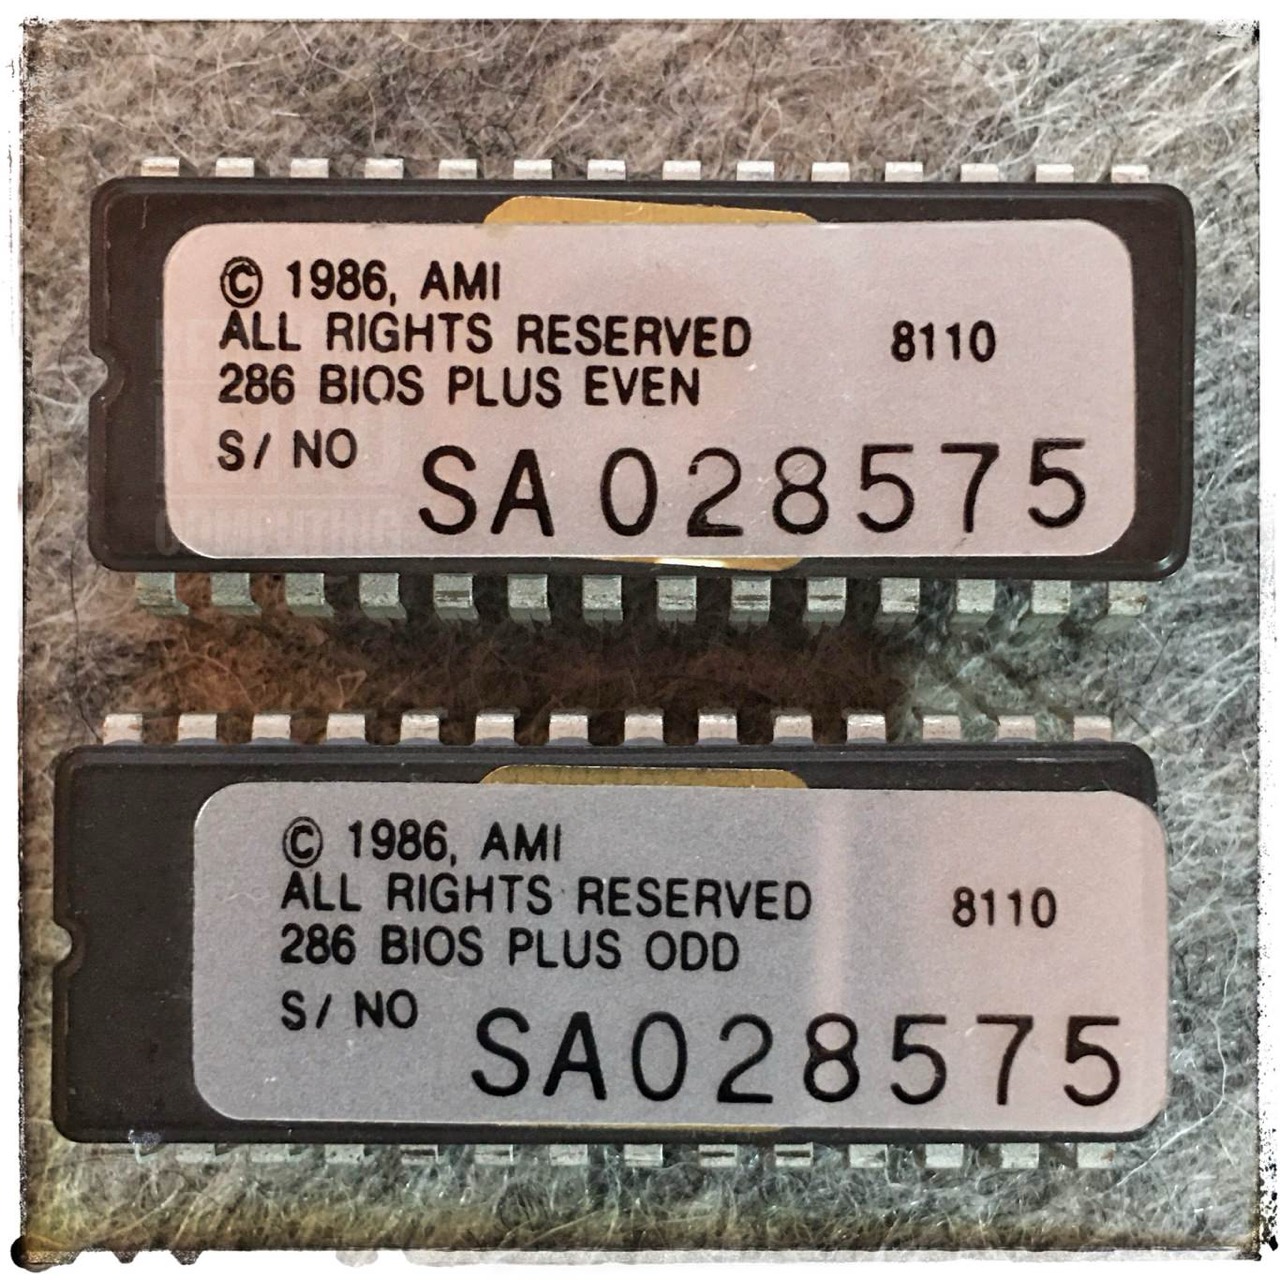 © 1986, AMI
ALL RIGHTS RESERVED 8110
286 BIOS PLUS EVEN
S/ NO SA 028575
© 1986, AMI
ALL RIGHTS RESERVED 8110
286 BIOS PLUS ODD
S/ NO SA028575